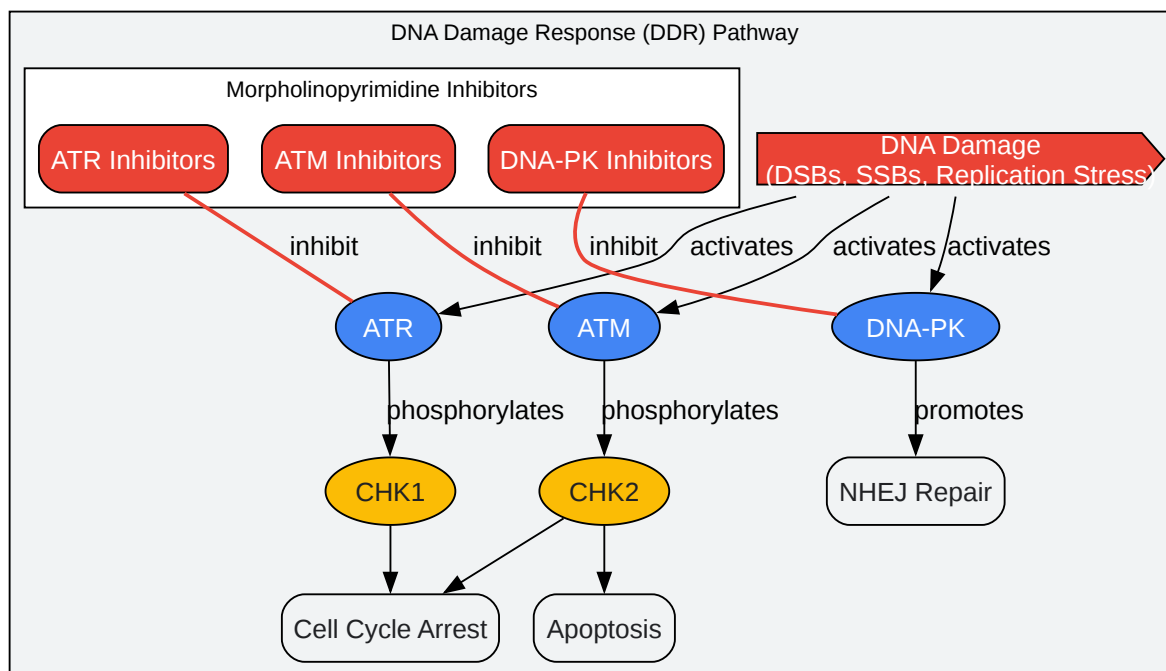 DNA Damage Response (DDR) Pathway
Morpholinopyrimidine Inhibitors
ATR Inhibitors
ATM Inhibitors
DNA-PK Inhibitors
DNA Damage
(DSBs, SSBs, Replication Stress)
inhibit
inhibit
inhibit
activates
activates
activates
ATR
ATM
DNA-PK
phosphorylates
phosphorylates
promotes
CHK1
CHK2
NHEJ Repair
Cell Cycle Arrest
Apoptosis